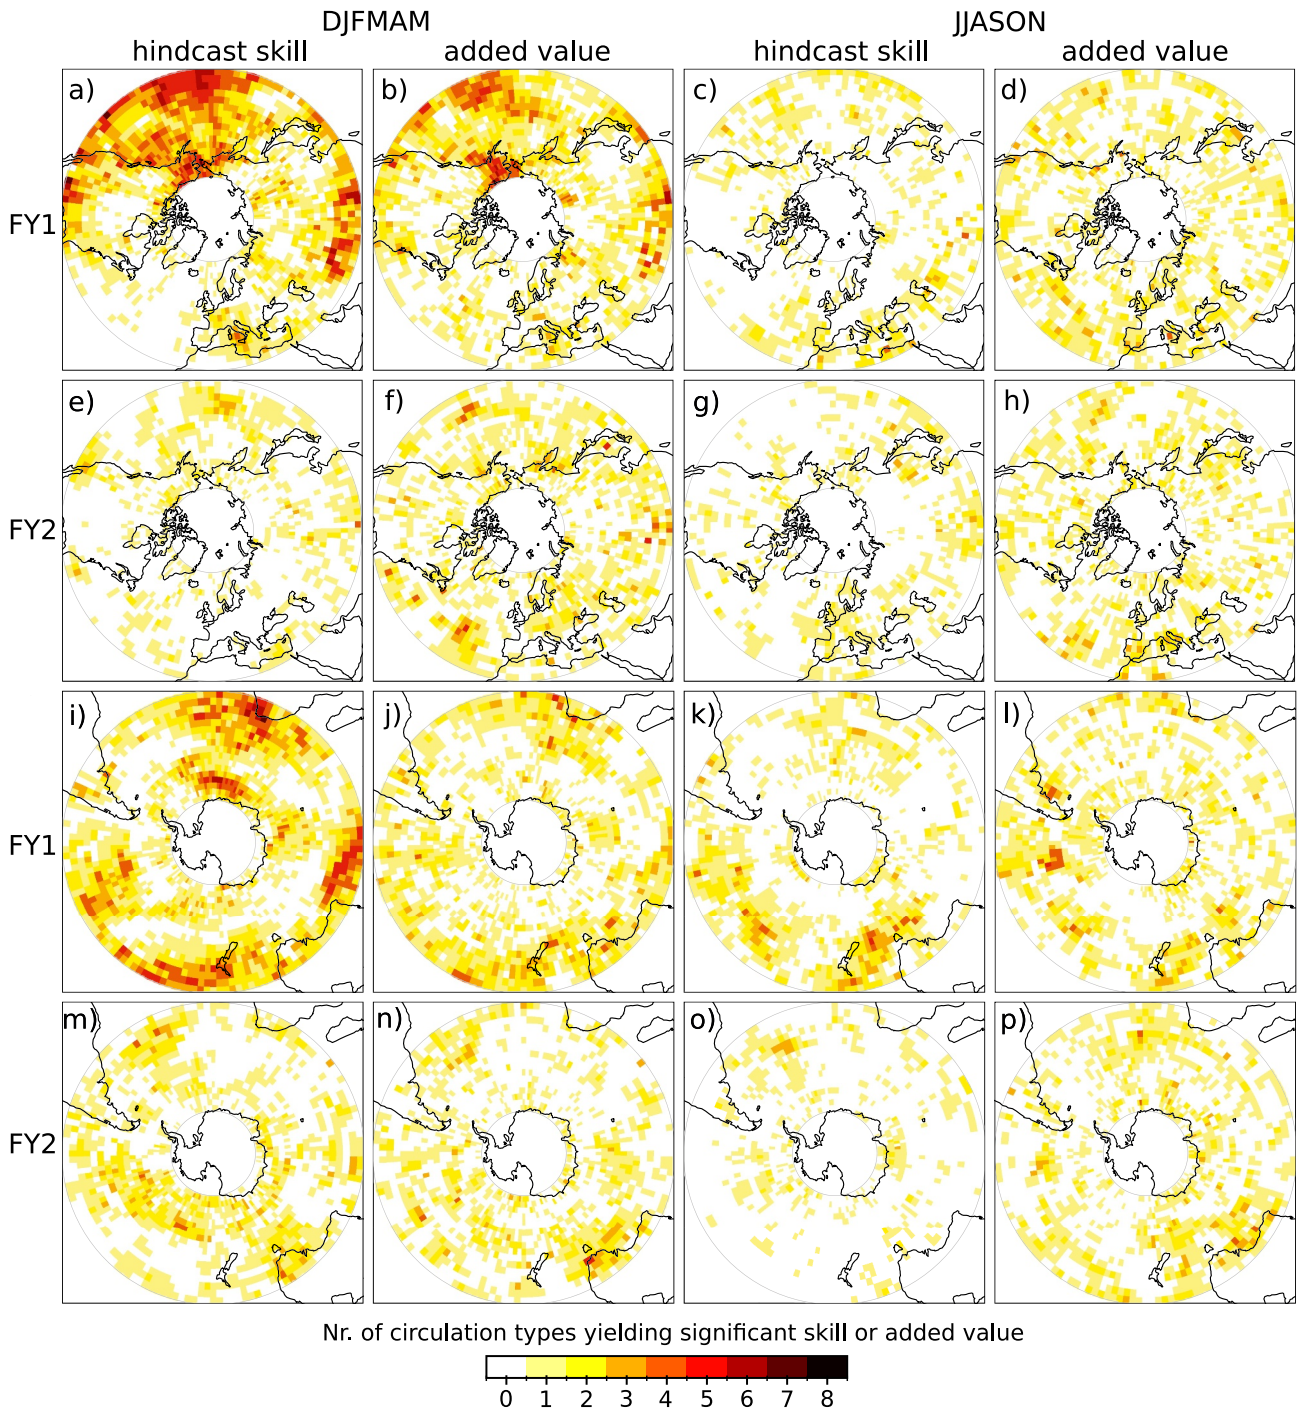 DJFMAM JJASON
hindcast skill added value hindcast skill added value
a) b) c) d)
FY1
e) f) g) h)
FY2
i) j) k) l)
FY1
m) n) o) p)
FY2
Nr. of circulation types yielding significant skill or added value
0 1 2 3 4 5 6 7 8